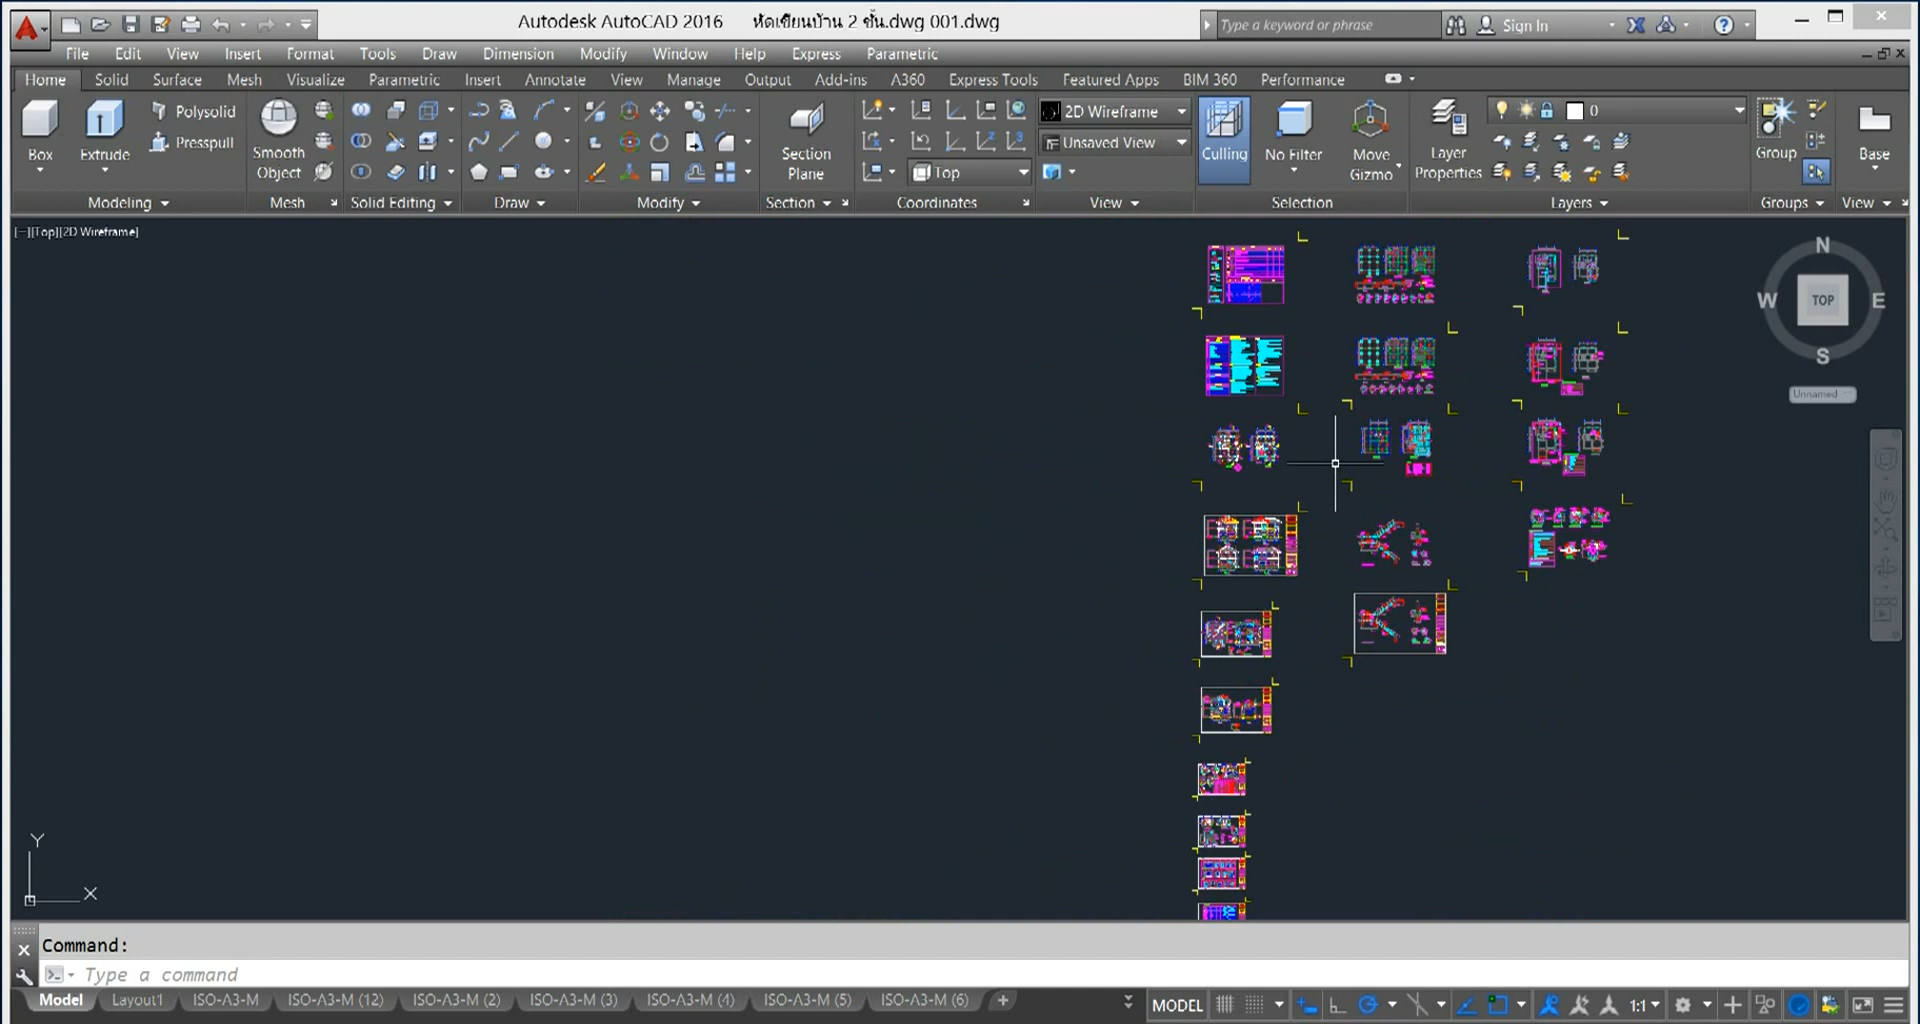 Autodesk AutoCAD 2016 หัดเขียนบ้าน 2 ชั้น.dwg 001.dwg
Type a keyword or phrase
Sign In
File Edit View Insert Format Tools Draw Dimension Modify Window Help Express Parametric
Home Solid Surface Mesh Visualize Parametric Insert Annotate View Manage Output Add-ins A360 Express Tools Featured Apps BIM 360 Performance
Box
Extrude
Polysolid
Presspull
Smooth Object
Section Plane
Top
2D Wireframe
Unsaved View
Culling
No Filter
Move Gizmo
Layer Properties
0
Group
Base
Modeling Mesh Solid Editing Draw Modify Section Coordinates View Selection Layers Groups View
[−][Top][2D Wireframe]
N
W TOP E
S
Unnamed
Y
X
Command:
Type a command
Model Layout1 ISO-A3-M ISO-A3-M (12) ISO-A3-M (2) ISO-A3-M (3) ISO-A3-M (4) ISO-A3-M (5) ISO-A3-M (6) +
MODEL 1:1